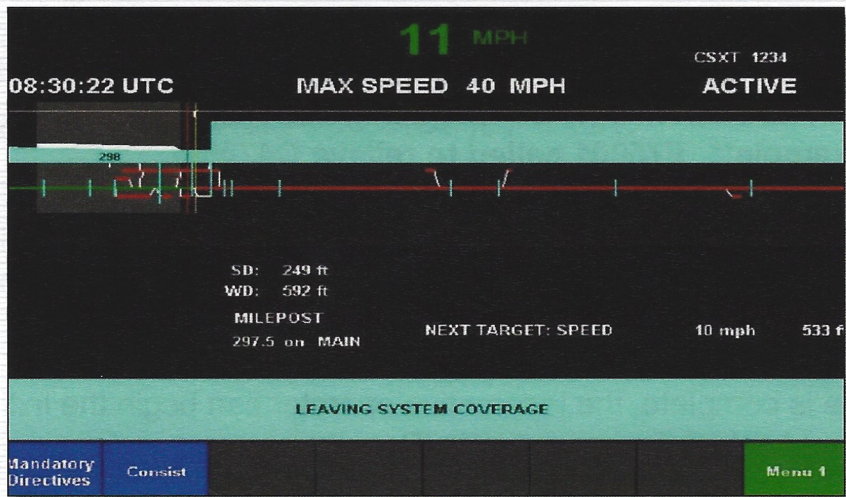 11 MPH
CSXT 1234
08:30:22 UTC MAX SPEED 40 MPH ACTIVE
298
SD: 249 ft
WD: 592 ft
MILEPOST
297.5 on MAIN
NEXT TARGET: SPEED 10 mph 533 f
LEAVING SYSTEM COVERAGE
Mandatory
Directives
Consist
Menu 1